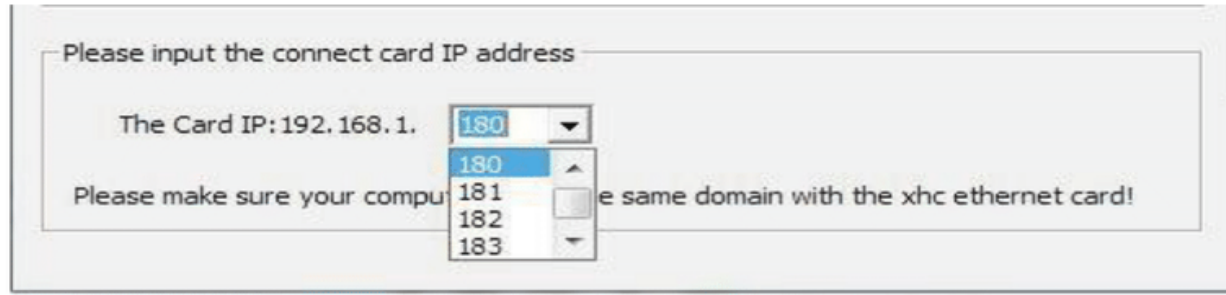 Please input the connect card IP address
The Card IP:192.168.1. 180
180
Please make sure your compu 181 e same domain with the xhc ethernet card!
182
183